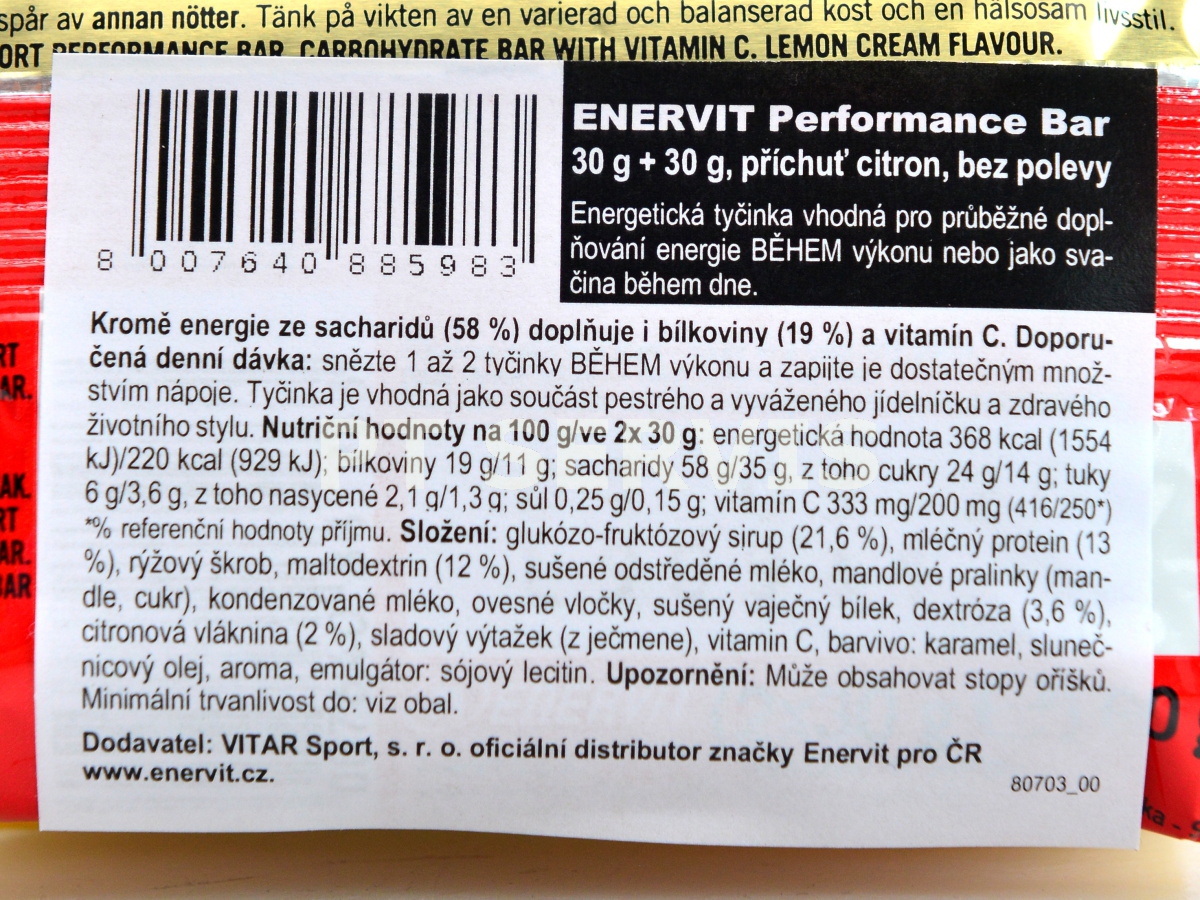 spår av annan nötter. Tänk på vikten av en varierad och balanserad kost och en hälsosam livsstil.
ORT PERFORMANCE BAR. CARBOHYDRATE BAR WITH VITAMIN C. LEMON CREAM FLAVOUR.
8 007640 885983
ENERVIT Performance Bar
30 g + 30 g, příchuť citron, bez polevy
Energetická tyčinka vhodná pro průběžné dopl-
ňování energie BĚHEM výkonu nebo jako sva-
čina během dne.
Kromě energie ze sacharidů (58 %) doplňuje i bílkoviny (19 %) a vitamín C. Doporu-
čená denní dávka: snězte 1 až 2 tyčinky BĚHEM výkonu a zapijte je dostatečným množ-
stvím nápoje. Tyčinka je vhodná jako součást pestrého a vyváženého jídelníčku a zdravého
životního stylu. Nutriční hodnoty na 100 g/ve 2x 30 g: energetická hodnota 368 kcal (1554
kJ)/220 kcal (929 kJ); bílkoviny 19 g/11 g; sacharidy 58 g/35 g, z toho cukry 24 g/14 g; tuky
6 g/3,6 g, z toho nasycené 2,1 g/1,3 g; sůl 0,25 g/0,15 g; vitamín C 333 mg/200 mg (416/250*)
*% referenční hodnoty příjmu. Složení: glukózo-fruktózový sirup (21,6 %), mléčný protein (13
%), rýžový škrob, maltodextrin (12 %), sušené odstředěné mléko, mandlové pralinky (man-
dle, cukr), kondenzované mléko, ovesné vločky, sušený vaječný bílek, dextróza (3,6 %),
citronová vláknina (2 %), sladový výtažek (z ječmene), vitamin C, barvivo: karamel, sluneč-
nicový olej, aroma, emulgátor: sójový lecitin. Upozornění: Může obsahovat stopy oříšků.
Minimální trvanlivost do: viz obal.
Dodavatel: VITAR Sport, s. r. o. oficiální distributor značky Enervit pro ČR
www.enervit.cz.
80703_00
RT
AR.
AK.
RT
AR.
BAR